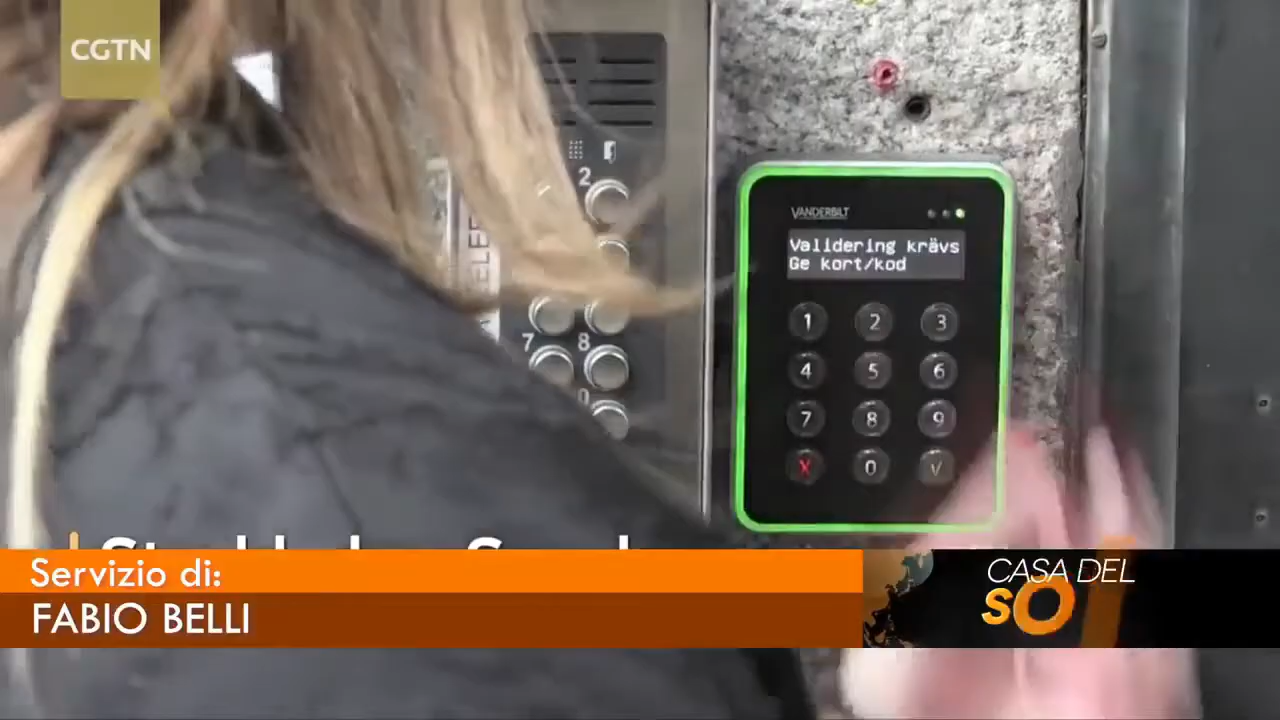 CGTN
VANDERBILT
Validering krävs
Ge kort/kod
2
1 2 3
4 5 6
7 8
7 8 9
X 0 √
Servizio di:
FABIO BELLI
CASA DEL
SOL